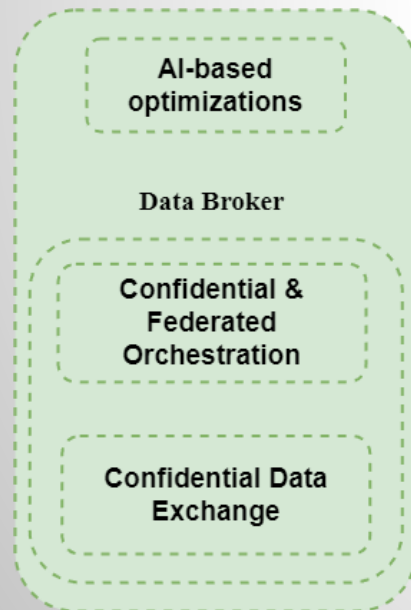 AI-based
optimizations
Data Broker
Confidential &
Federated
Orchestration
Confidential Data
Exchange